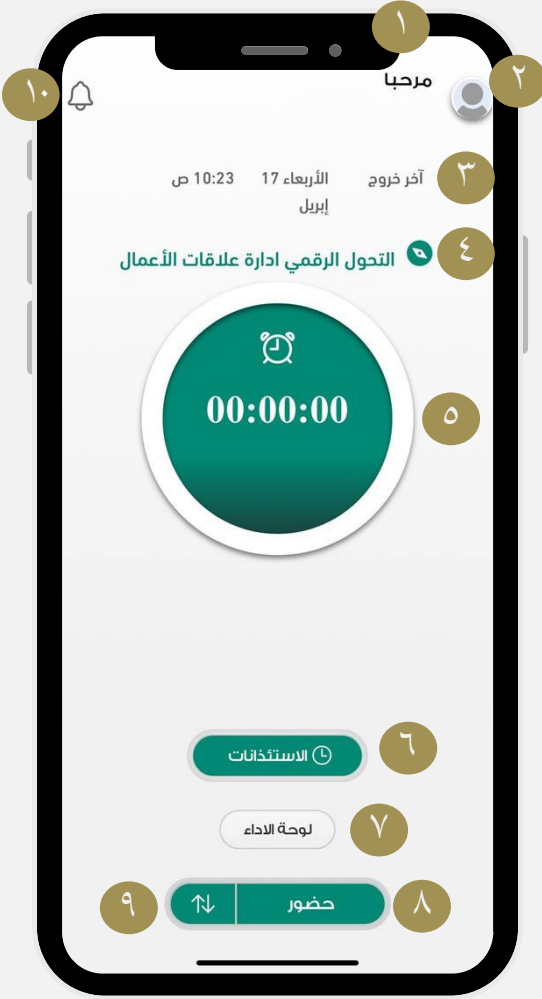 ١
٢
مرحبا
١٠
٣
آخر خروج
الأربعاء 17
إبريل
10:23 ص
٤
التحول الرقمي ادارة علاقات الأعمال
00:00:00
٥
الاستئذانات
٦
لوحة الاداء
٧
حضور
٨
٩